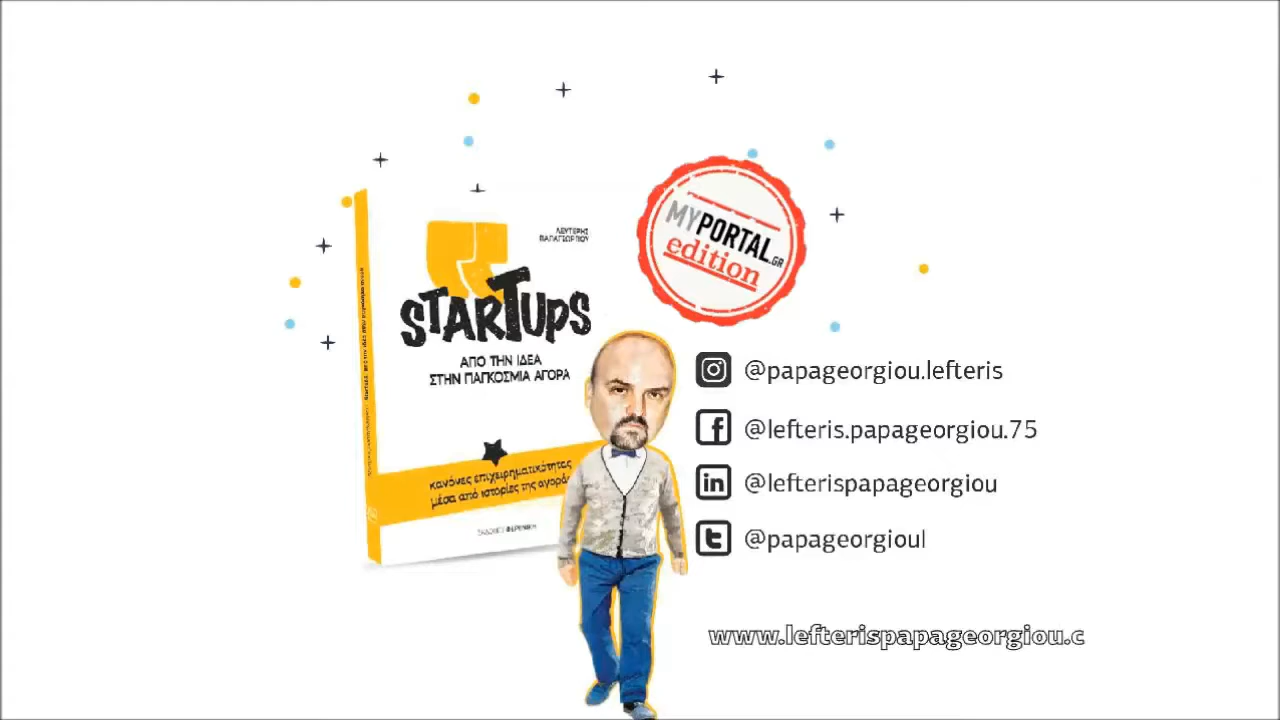 ΛΕΥΤΕΡΗΣ
ΠΑΠΑΓΕΩΡΓΙΟΥ
STARTUPS
ΑΠΟ ΤΗΝ ΙΔΕΑ
ΣΤΗΝ ΠΑΓΚΟΣΜΙΑ ΑΓΟΡΑ
κανόνες επιχειρηματικότητας
μέσα από ιστορίες της αγοράς
MYPORTAL.GR
edition
@papageorgiou.lefteris
@lefteris.papageorgiou.75
@lefterispapageorgiou
@papageorgioul
www.lefterispapageorgiou.c